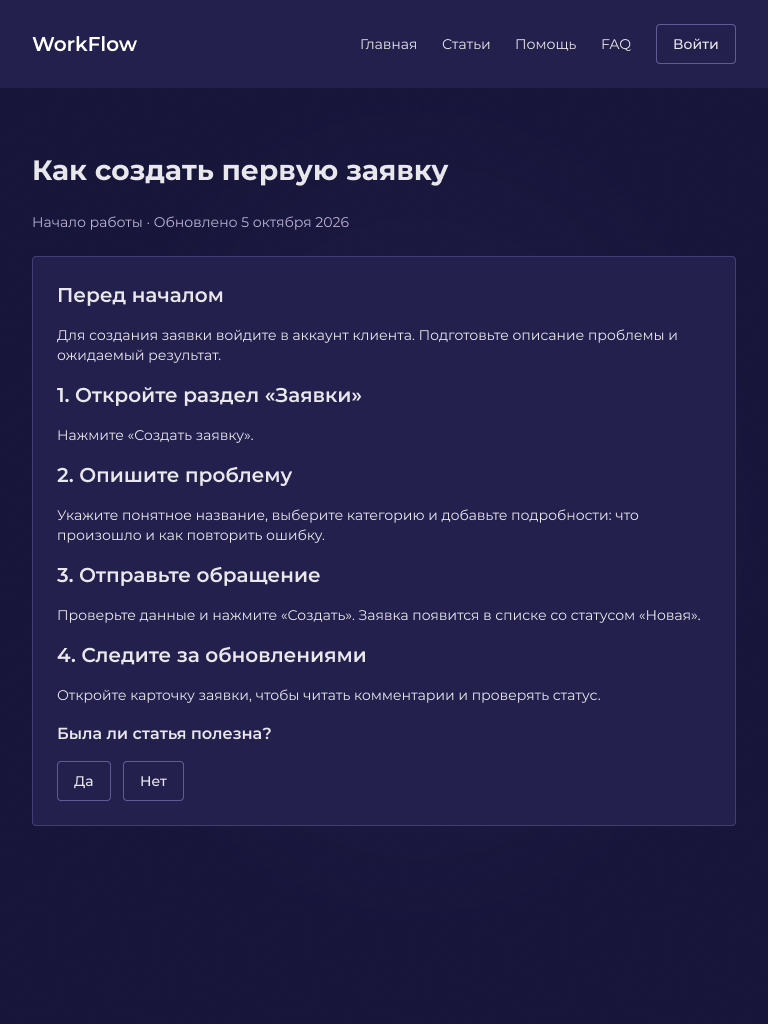 WorkFlow
Главная
Статьи
Помощь
FAQ
Войти
Как создать первую заявку
Начало работы · Обновлено 5 октября 2026
Перед началом
Для создания заявки войдите в аккаунт клиента. Подготовьте описание проблемы и
ожидаемый результат.
1. Откройте раздел «Заявки»
Нажмите «Создать заявку».
2. Опишите проблему
Укажите понятное название, выберите категорию и добавьте подробности: что
произошло и как повторить ошибку.
3. Отправьте обращение
Проверьте данные и нажмите «Создать». Заявка появится в списке со статусом «Новая».
4. Следите за обновлениями
Откройте карточку заявки, чтобы читать комментарии и проверять статус.
Была ли статья полезна?
Да
Нет